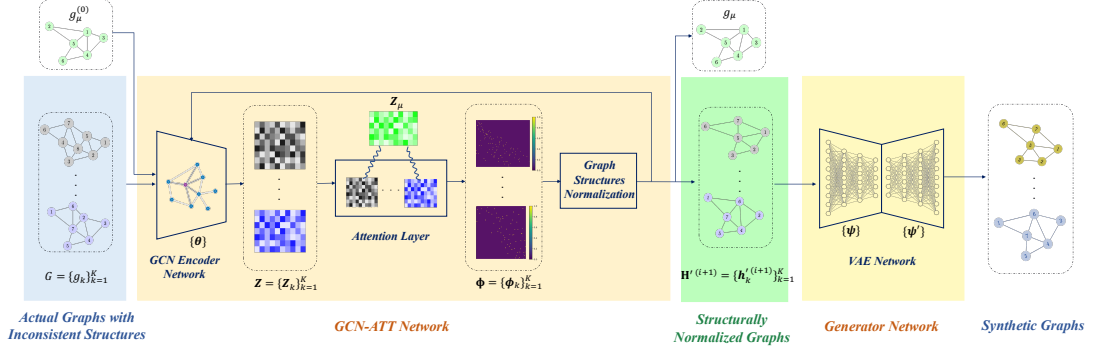 g_μ^(0)
g_μ
Z_μ
Graph
Structures
Normalization
Attention Layer
{θ}
GCN Encoder
Network
G = {g_k}_{k=1}^K
Z = {Z_k}_{k=1}^K
ϕ = {ϕ_k}_{k=1}^K
H'^(i+1) = {h'_k^(i+1)}_{k=1}^K
{ψ}
{ψ'}
VAE Network
Actual Graphs with
Inconsistent Structures
GCN-ATT Network
Structurally
Normalized Graphs
Generator Network
Synthetic Graphs